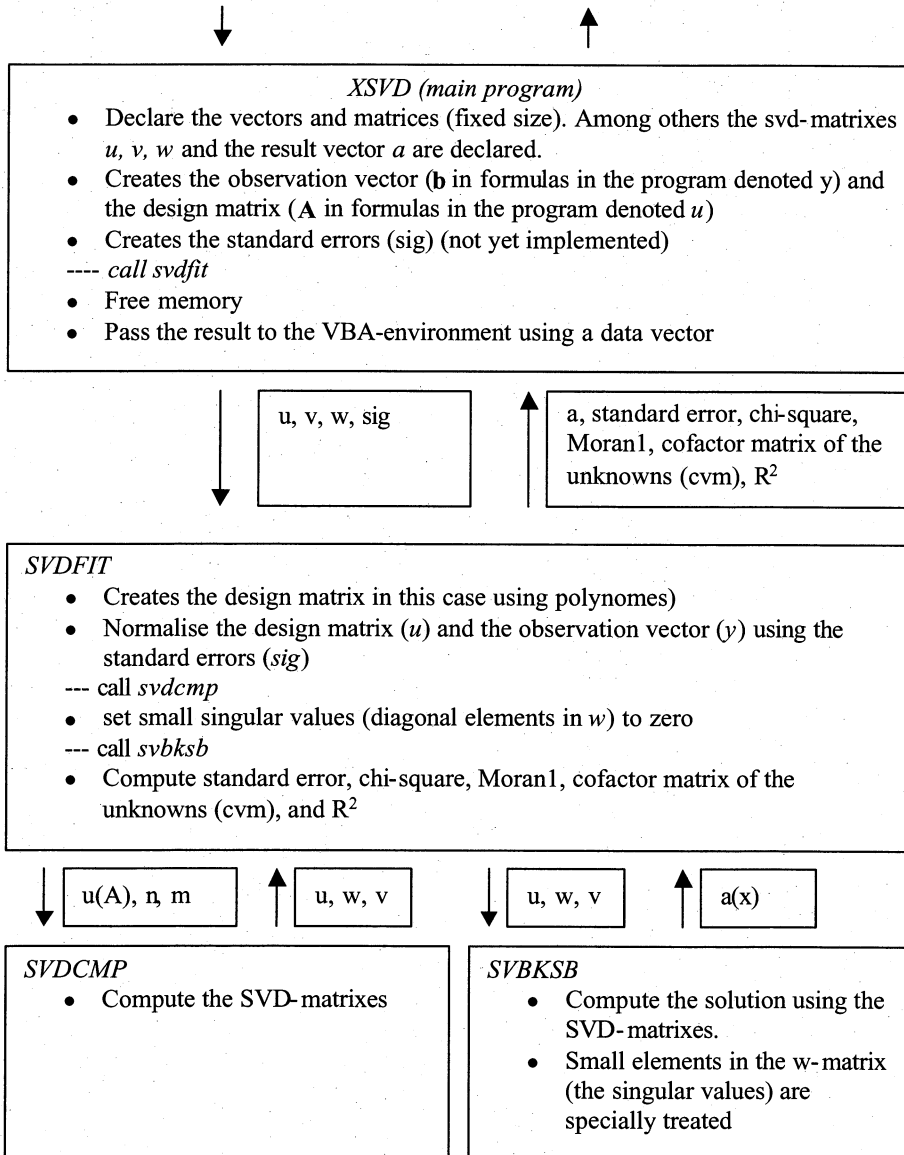 XSVD (main program)
• Declare the vectors and matrices (fixed size). Among others the svd-matrixes
u, v, w and the result vector a are declared.
• Creates the observation vector (b in formulas in the program denoted y) and
the design matrix (A in formulas in the program denoted u)
• Creates the standard errors (sig) (not yet implemented)
---- call svdfit
• Free memory
• Pass the result to the VBA-environment using a data vector
u, v, w, sig
a, standard error, chi-square,
Moran1, cofactor matrix of the
unknowns (cvm), R²
SVDFIT
• Creates the design matrix in this case using polynomes)
• Normalise the design matrix (u) and the observation vector (y) using the
standard errors (sig)
--- call svdcmp
• set small singular values (diagonal elements in w) to zero
--- call svbksb
• Compute standard error, chi-square, Moran1, cofactor matrix of the
unknowns (cvm), and R²
u(A), n, m
u, w, v
u, w, v
a(x)
SVDCMP
• Compute the SVD-matrixes
SVBKSB
• Compute the solution using the
SVD-matrixes.
• Small elements in the w-matrix
(the singular values) are
specially treated